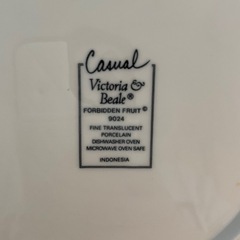 Casual
Victoria &
Beale®
FORBIDDEN FRUIT©
9024
FINE TRANSLUCENT
PORCELAIN
DISHWASHER OVEN
MICROWAVE OVEN SAFE
INDONESIA